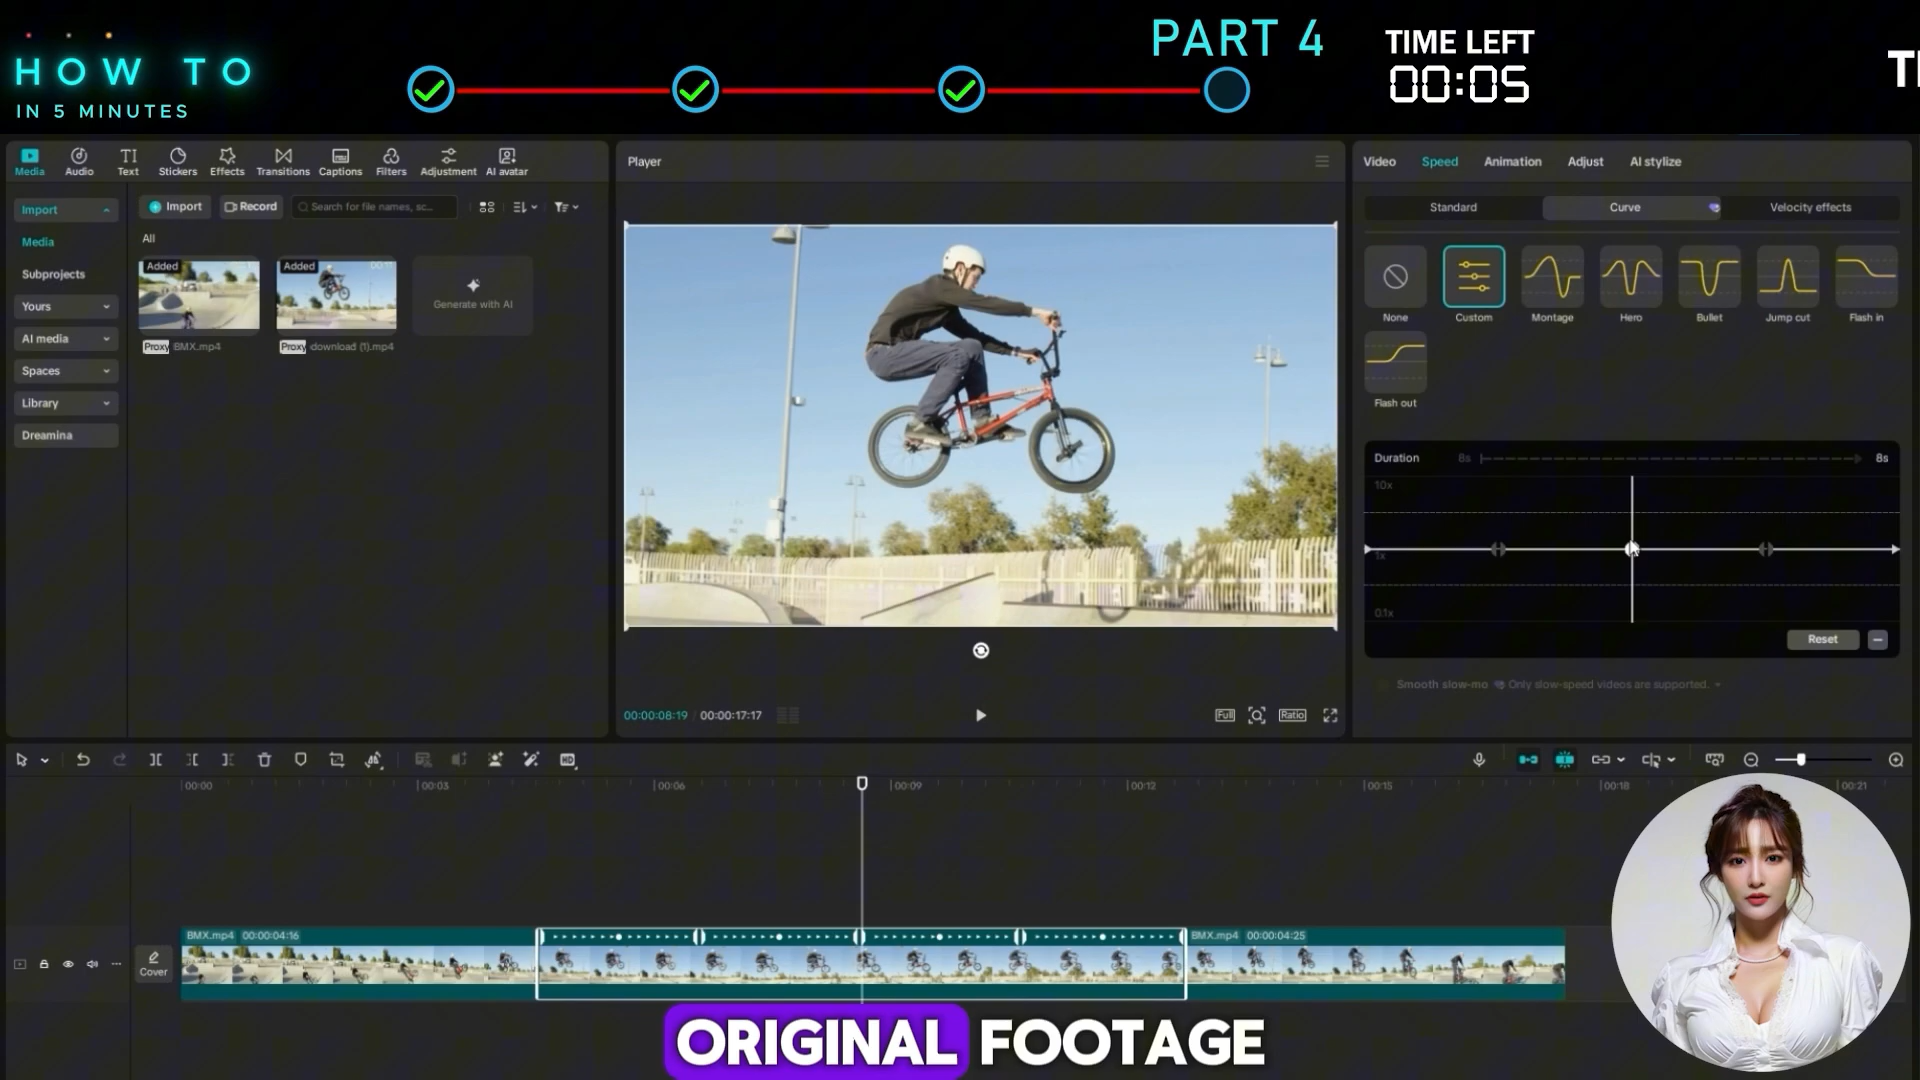 HOW TO
IN 5 MINUTES
PART 4
TIME LEFT
00:05
Media
Audio
TI
Text
Stickers
Effects
Transitions
Captions
Filters
Adjustment
AI avatar
Import
Media
Subprojects
Yours
AI media
Spaces
Library
Dreamina
Import
Record
Search for file names, sc...
All
Added
Added
Generate with AI
Proxy BMX.mp4
Proxy download (1).mp4
Player
00:00:08:19 / 00:00:17:17
Full
Ratio
Video
Speed
Animation
Adjust
AI stylize
Standard
Curve
Velocity effects
None
Custom
Montage
Hero
Bullet
Jump cut
Flash in
Flash out
Duration
8s
8s
10x
1x
0.1x
Reset
Smooth slow-mo
Only slow-speed videos are supported.
HD
00:00
00:03
00:06
00:09
00:12
00:15
00:18
00:21
Cover
BMX.mp4 00:00:04:16
BMX.mp4 00:00:04:25
ORIGINAL FOOTAGE